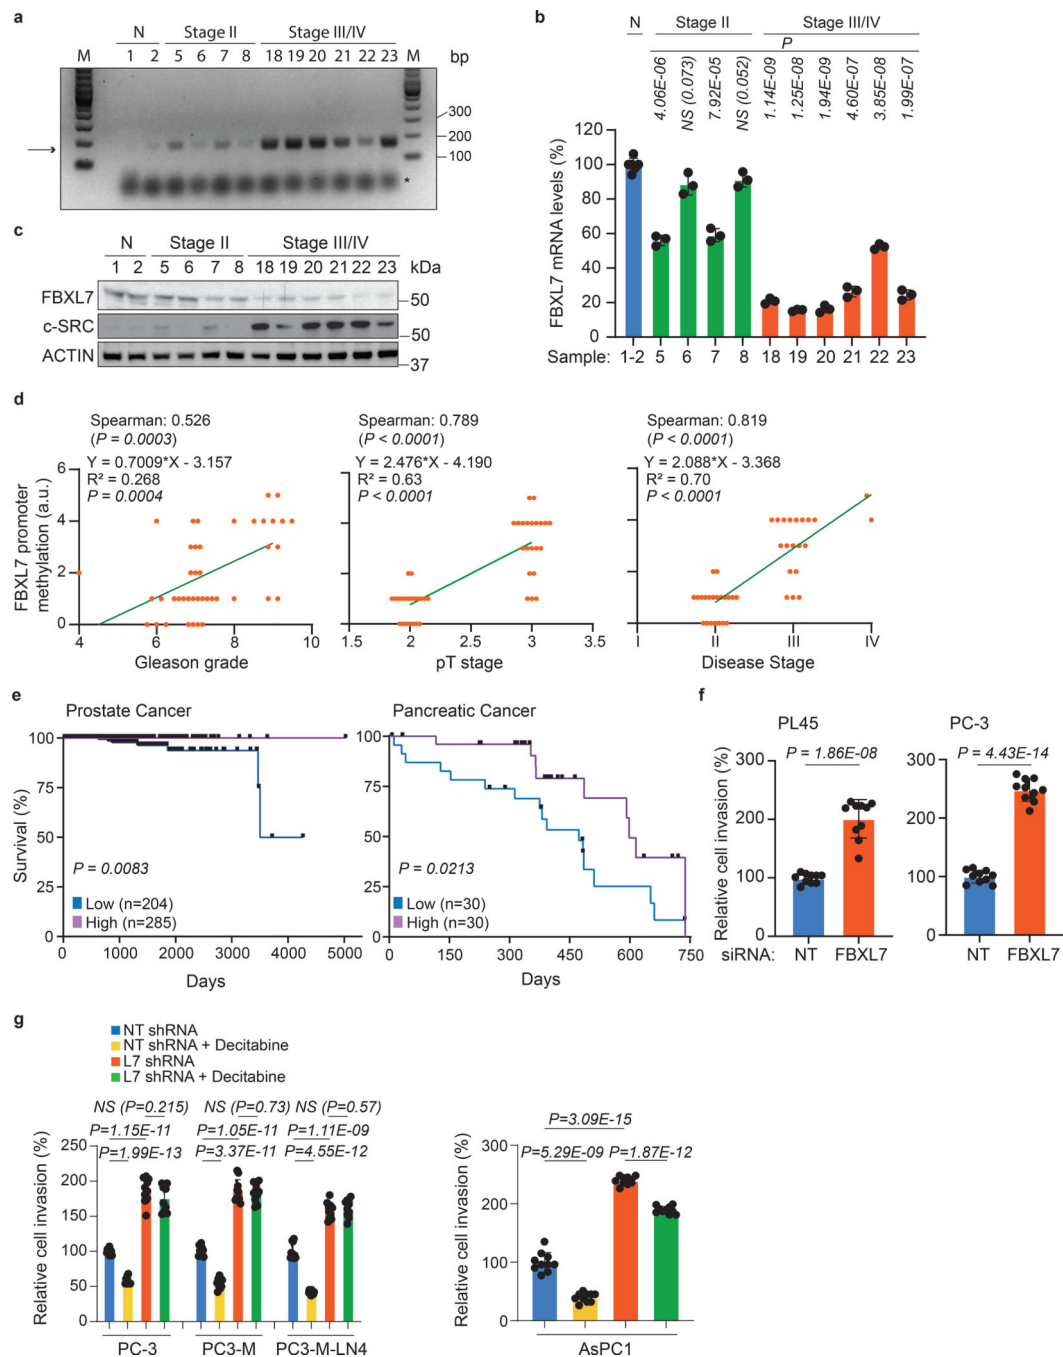 a
N Stage II Stage III/IV
M 1 2 5 6 7 8 18 19 20 21 22 23 M bp
300
200
100
*
b
N Stage II Stage III/IV
P
4.06E-06 NS (0.073) 7.92E-05 NS (0.052) 1.14E-09 1.25E-08 1.94E-09 4.60E-07 3.85E-08 1.99E-07
FBXL7 mRNA levels (%)
120
100
80
60
40
20
0
Sample: 1-2 5 6 7 8 18 19 20 21 22 23
c
N Stage II Stage III/IV
1 2 5 6 7 8 18 19 20 21 22 23 kDa
FBXL7 50
c-SRC 50
ACTIN 37
d
Spearman: 0.526
(P = 0.0003)
Y = 0.7009*X - 3.157
R² = 0.268
P = 0.0004
FBXL7 promoter
methylation (a.u.)
6
4
2
0
4 6 8 10
Gleason grade
Spearman: 0.789
(P < 0.0001)
Y = 2.476*X - 4.190
R² = 0.63
P < 0.0001
1.5 2 2.5 3 3.5
pT stage
Spearman: 0.819
(P < 0.0001)
Y = 2.088*X - 3.368
R² = 0.70
P < 0.0001
I II III IV
Disease Stage
e
Prostate Cancer
Survival (%)
100
75
50
25
0
P = 0.0083
Low (n=204)
High (n=285)
0 1000 2000 3000 4000 5000
Days
Pancreatic Cancer
100
75
50
25
0
P = 0.0213
Low (n=30)
High (n=30)
0 150 300 450 600 750
Days
f
PL45
P = 1.86E-08
Relative cell invasion (%)
300
200
100
0
siRNA: NT FBXL7
PC-3
P = 4.43E-14
300
200
100
0
NT FBXL7
g
NT shRNA
NT shRNA + Decitabine
L7 shRNA
L7 shRNA + Decitabine
NS (P=0.215) NS (P=0.73) NS (P=0.57)
P=1.15E-11 P=1.05E-11 P=1.11E-09
P=1.99E-13 P=3.37E-11 P=4.55E-12
Relative cell invasion (%)
250
200
150
100
50
0
PC-3 PC3-M PC3-M-LN4
P=3.09E-15
P=5.29E-09 P=1.87E-12
Relative cell invasion (%)
300
200
100
0
AsPC1